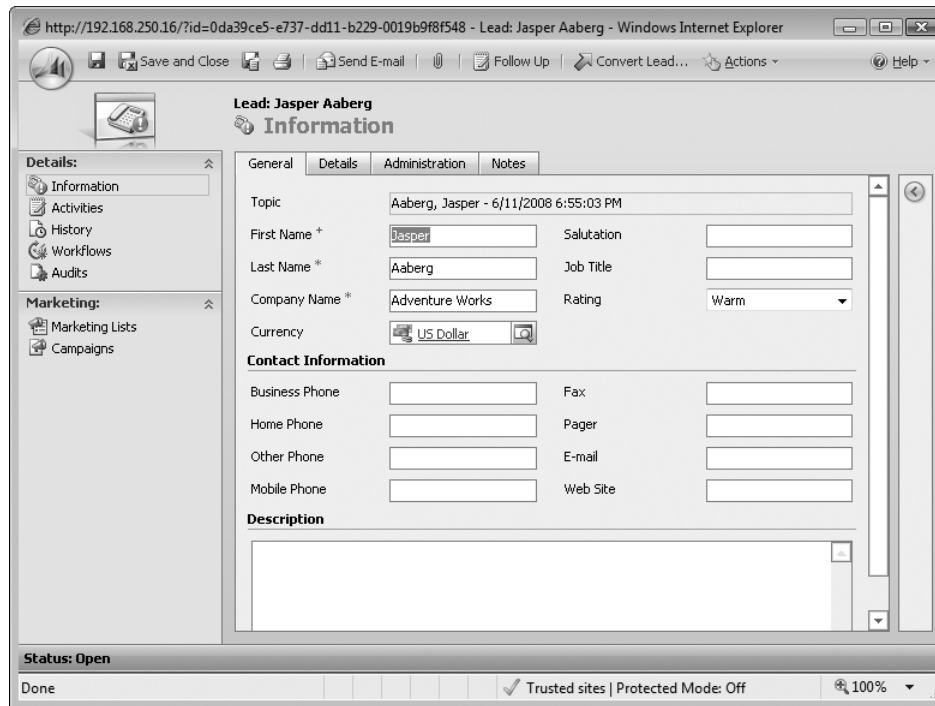 http://192.168.250.16/?id=0da39ce5-e737-dd11-b229-0019b9f8f548 - Lead: Jasper Aaberg - Windows Internet Explorer
Save and Close Send E-mail Follow Up Convert Lead... Actions Help
Lead: Jasper Aaberg
Information
Details:
Information
Activities
History
Workflows
Audits
Marketing:
Marketing Lists
Campaigns
General Details Administration Notes
Topic Aaberg, Jasper - 6/11/2008 6:55:03 PM
First Name + Jasper Salutation
Last Name * Aaberg Job Title
Company Name * Adventure Works Rating Warm
Currency US Dollar
Contact Information
Business Phone Fax
Home Phone Pager
Other Phone E-mail
Mobile Phone Web Site
Description
Status: Open
Done Trusted sites | Protected Mode: Off 100%